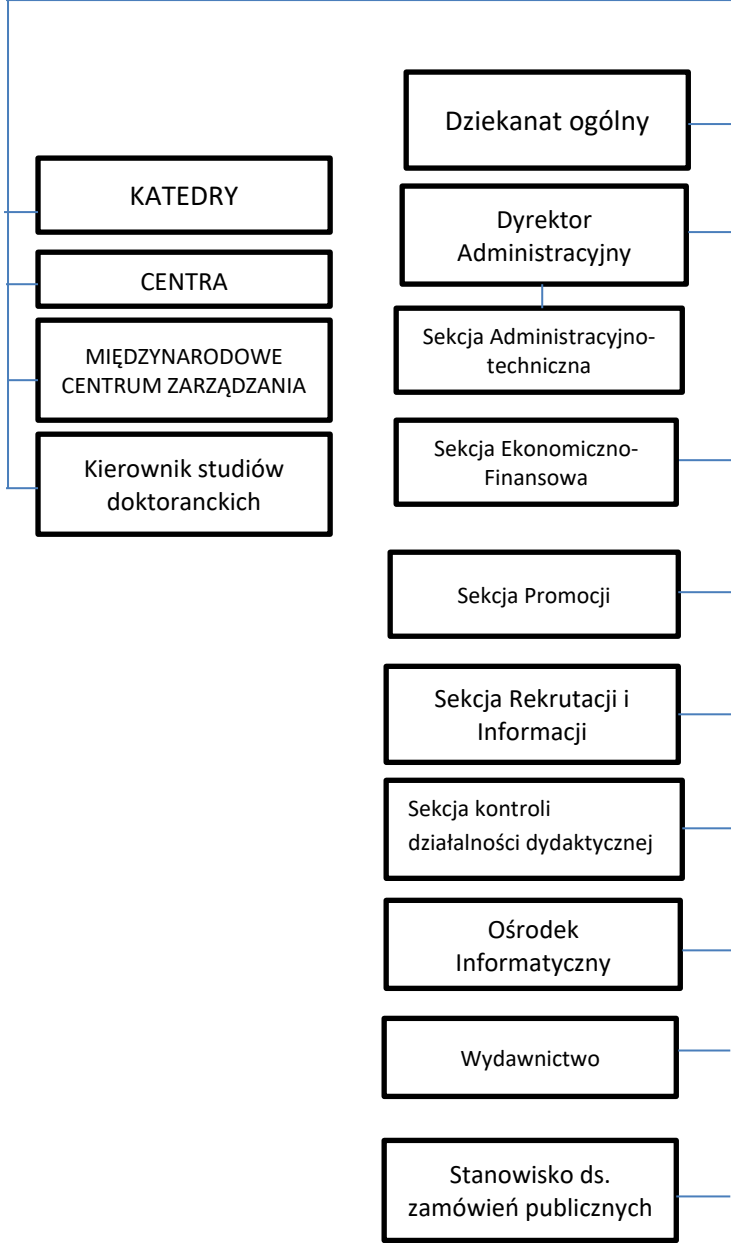 KATEDRY
CENTRA
MIĘDZYNARODOWE
CENTRUM ZARZĄDZANIA
Kierownik studiów
doktoranckich
Dziekanat ogólny
Dyrektor
Administracyjny
Sekcja Administracyjno-
techniczna
Sekcja Ekonomiczno-
Finansowa
Sekcja Promocji
Sekcja Rekrutacji i
Informacji
Sekcja kontroli
działalności dydaktycznej
Ośrodek
Informatyczny
Wydawnictwo
Stanowisko ds.
zamówień publicznych